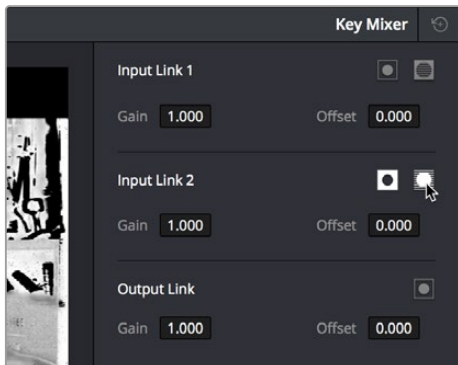 Key Mixer
Input Link 1
Gain 1.000 Offset 0.000
Input Link 2
Gain 1.000 Offset 0.000
Output Link
Gain 1.000 Offset 0.000